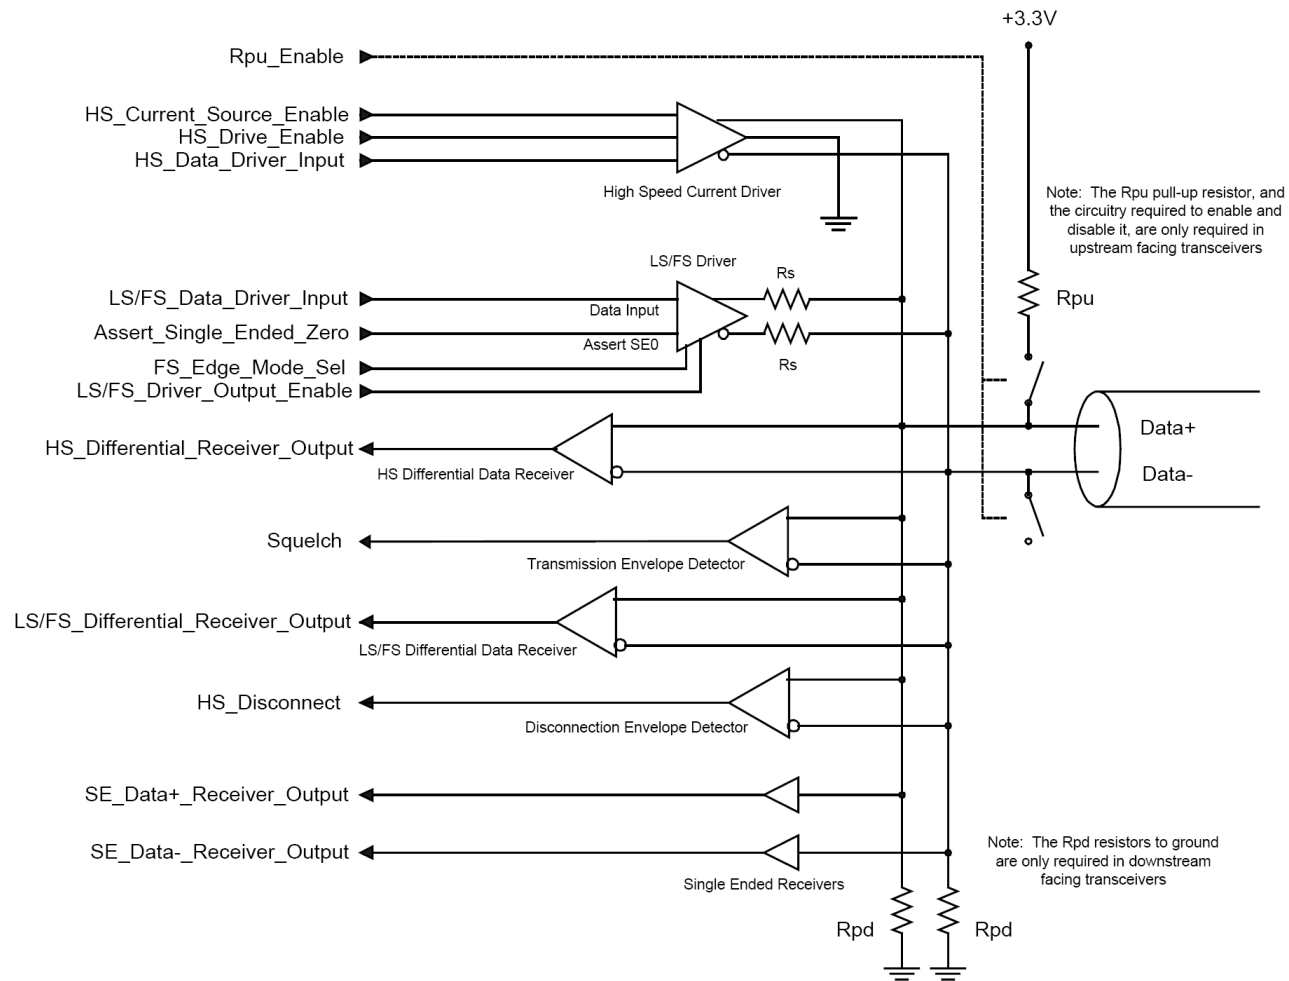 +3.3V
Rpu_Enable
HS_Current_Source_Enable
HS_Drive_Enable
HS_Data_Driver_Input
High Speed Current Driver
Note: The Rpu pull-up resistor, and
the circuitry required to enable and
disable it, are only required in
upstream facing transceivers
LS/FS Driver
Rs
LS/FS_Data_Driver_Input
Data Input
Rpu
Assert_Single_Ended_Zero
Assert SE0
Rs
FS_Edge_Mode_Sel
LS/FS_Driver_Output_Enable
Data+
HS_Differential_Receiver_Output
HS Differential Data Receiver
Data-
Squelch
Transmission Envelope Detector
LS/FS_Differential_Receiver_Output
LS/FS Differential Data Receiver
HS_Disconnect
Disconnection Envelope Detector
SE_Data+_Receiver_Output
SE_Data-_Receiver_Output
Single Ended Receivers
Note: The Rpd resistors to ground
are only required in downstream
facing transceivers
Rpd
Rpd